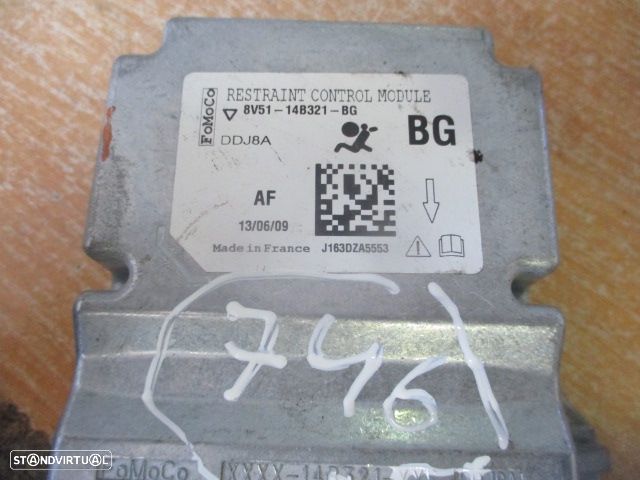 FoMoCo
RESTRAINT CONTROL MODULE
8V51-14B321-BG
DDJ8A
BG
AF
13/06/09
Made in France
J163DZA5553
(746)
FoMoCo
STANDVIRTUAL